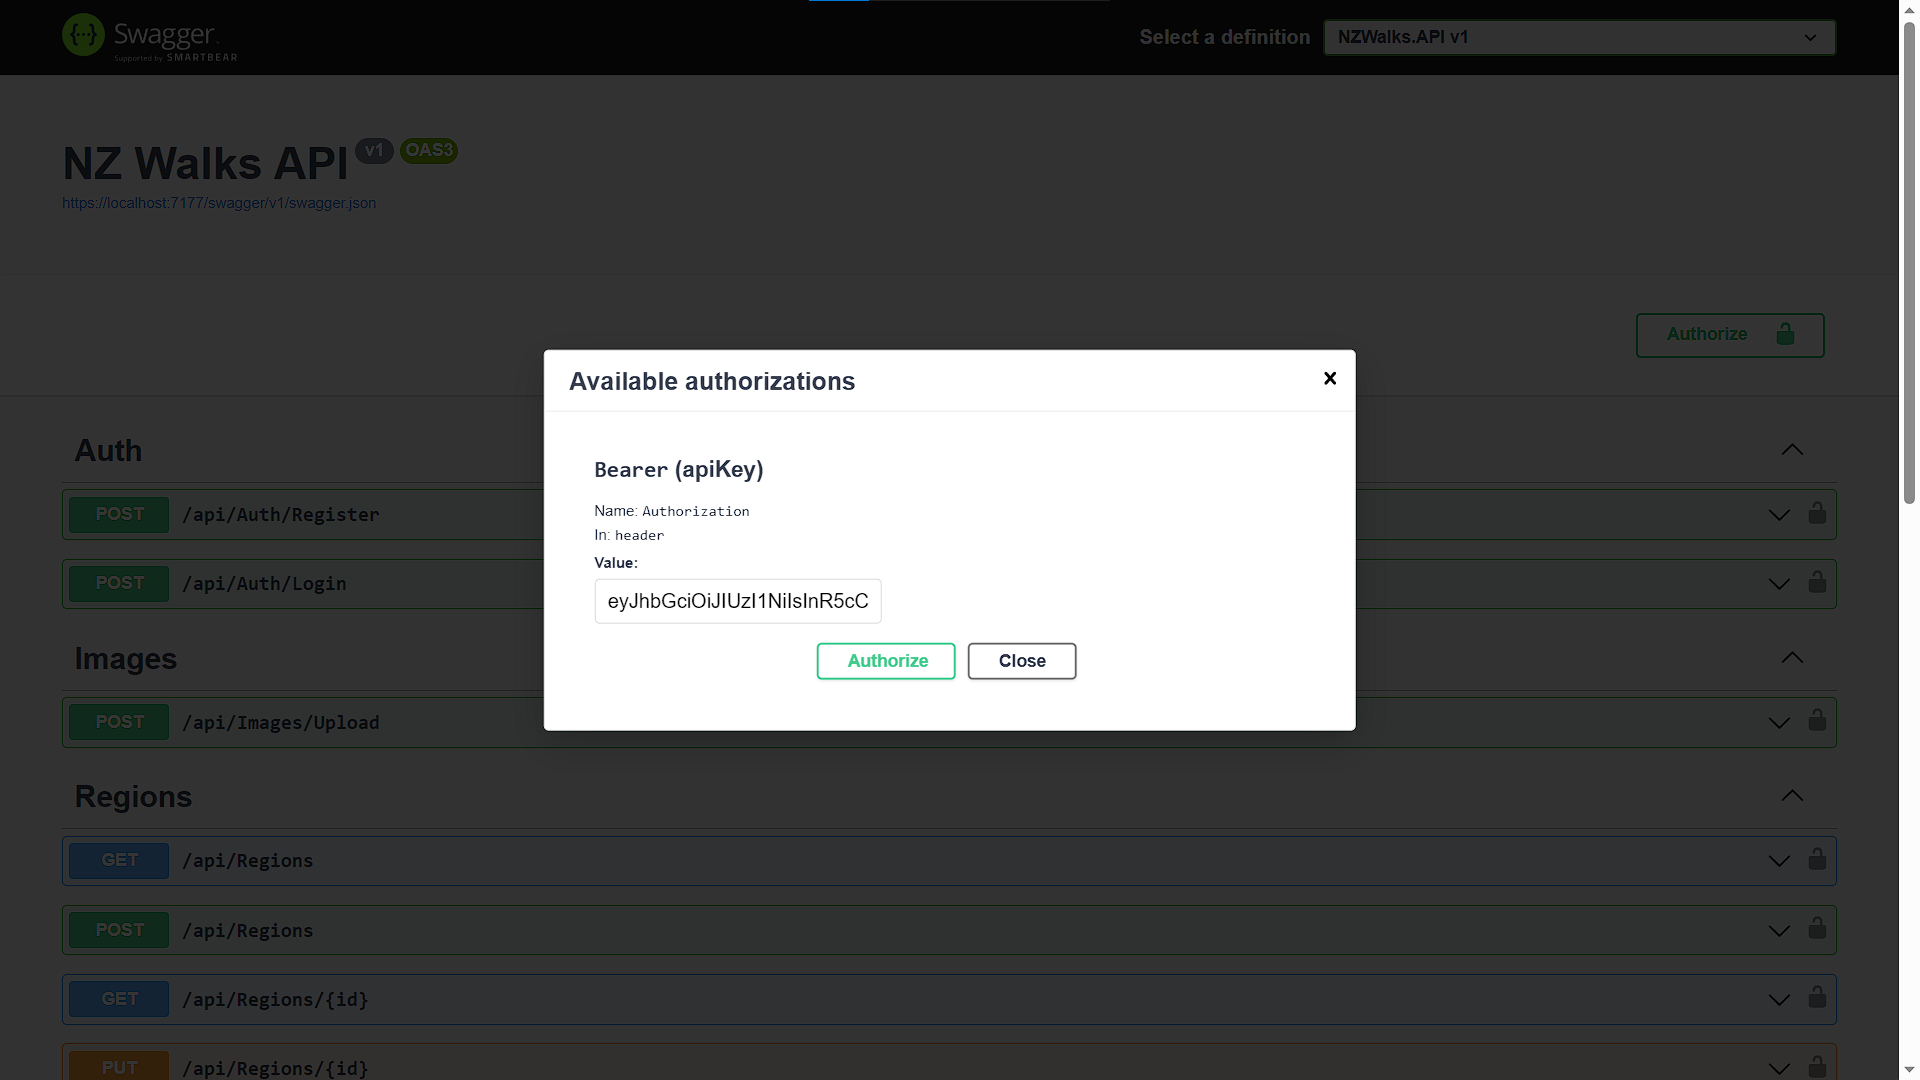 Swagger.
Supported by SMARTBEAR
Select a definition
NZWalks.API v1
NZ Walks API v1 OAS3
https://localhost:7177/swagger/v1/swagger.json
Authorize
Available authorizations
Bearer (apiKey)
Name: Authorization
In: header
Value:
eyJhbGciOiJIUzI1NiIsInR5cC
Authorize
Close
Auth
POST /api/Auth/Register
POST /api/Auth/Login
Images
POST /api/Images/Upload
Regions
GET /api/Regions
POST /api/Regions
GET /api/Regions/{id}
PUT /api/Regions/{id}